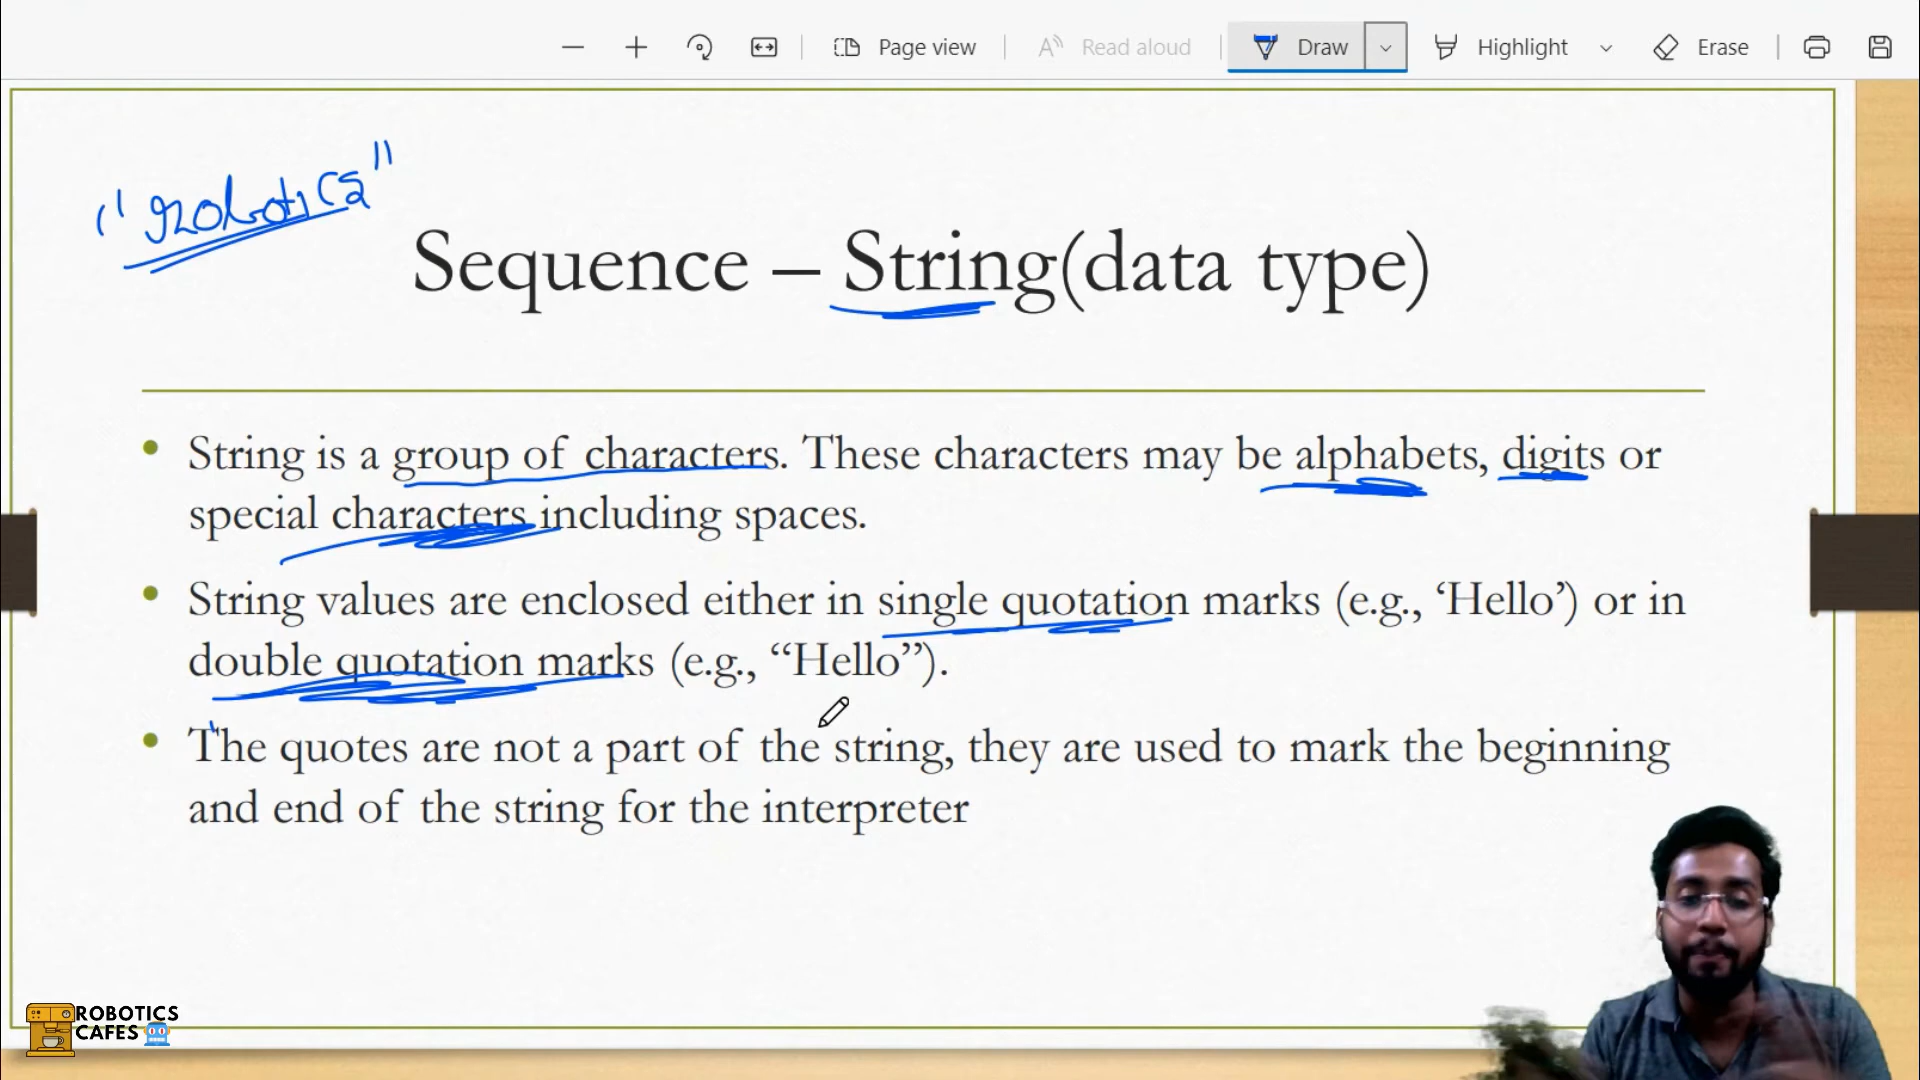 Page view
Read aloud
Draw
Highlight
Erase
"robotics"
Sequence – String(data type)
• String is a group of characters. These characters may be alphabets, digits or
special characters including spaces.
• String values are enclosed either in single quotation marks (e.g., ‘Hello’) or in
double quotation marks (e.g., “Hello”).
• The quotes are not a part of the string, they are used to mark the beginning
and end of the string for the interpreter
ROBOTICS
CAFES